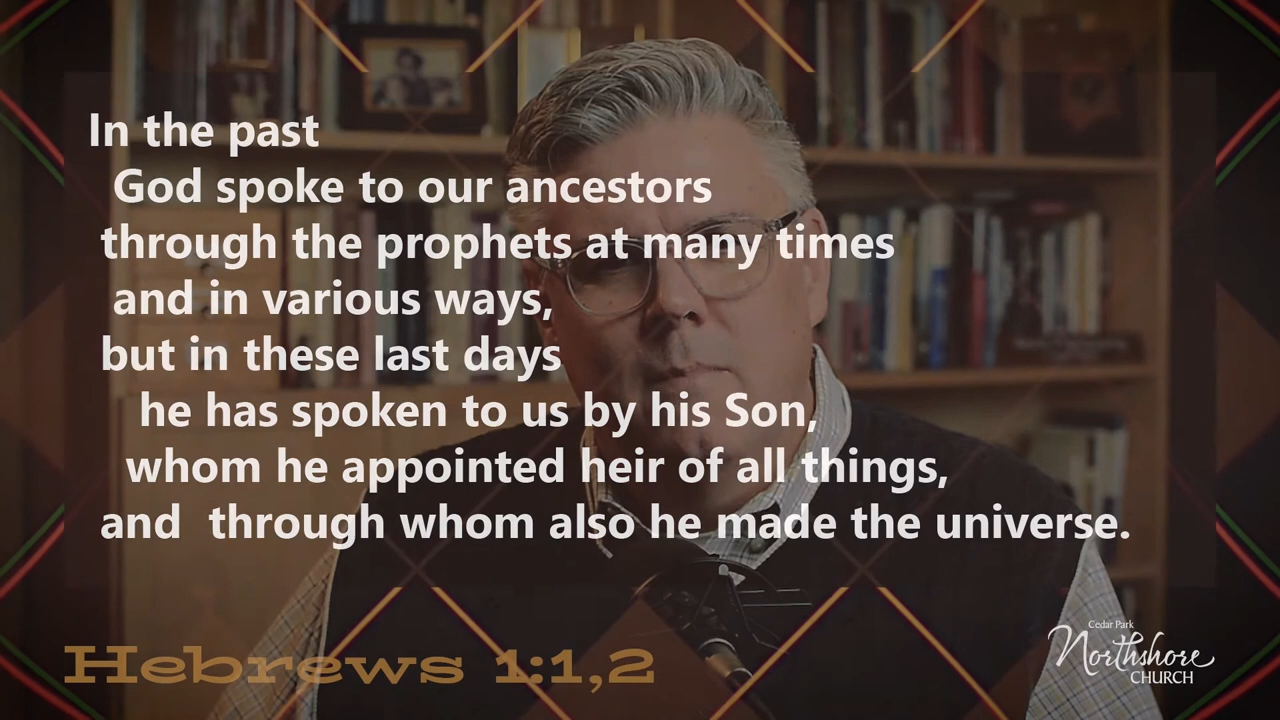 In the past
God spoke to our ancestors
through the prophets at many times
and in various ways,
but in these last days
he has spoken to us by his Son,
whom he appointed heir of all things,
and through whom also he made the universe.
Hebrews 1:1,2
Cedar Park
Northshore
CHURCH